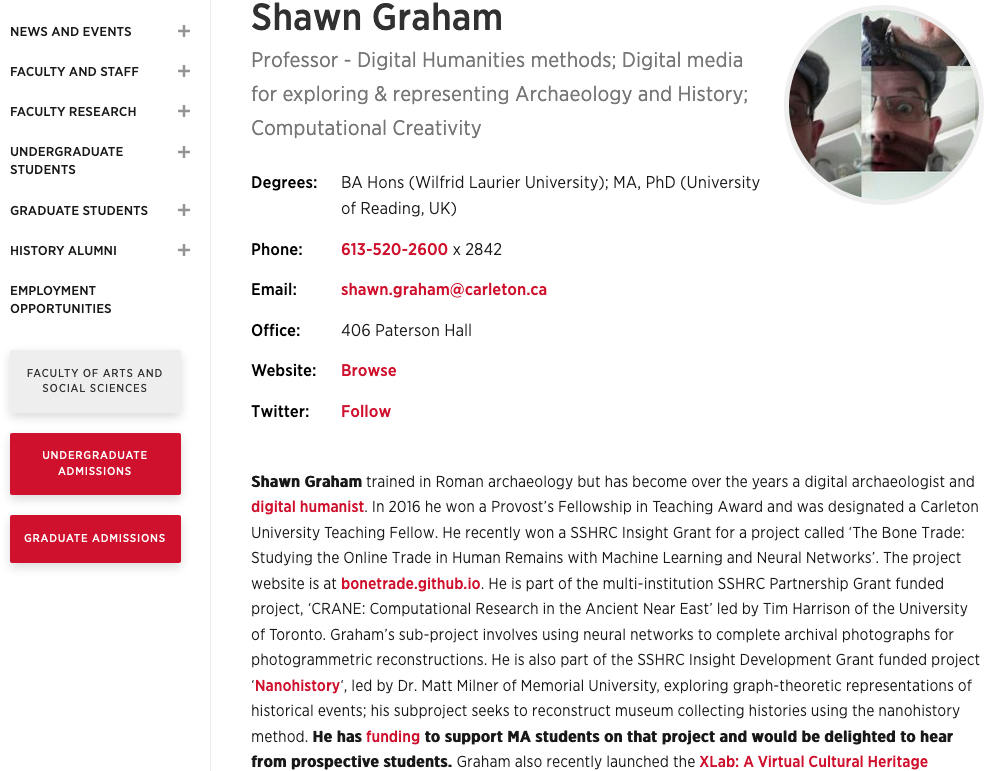 NEWS AND EVENTS
FACULTY AND STAFF
FACULTY RESEARCH
UNDERGRADUATE
STUDENTS
GRADUATE STUDENTS
HISTORY ALUMNI
EMPLOYMENT
OPPORTUNITIES
FACULTY OF ARTS AND
SOCIAL SCIENCES
UNDERGRADUATE
ADMISSIONS
GRADUATE ADMISSIONS
Shawn Graham
Professor - Digital Humanities methods; Digital media
for exploring & representing Archaeology and History;
Computational Creativity
Degrees: BA Hons (Wilfrid Laurier University); MA, PhD (University
of Reading, UK)
Phone: 613-520-2600 x 2842
Email: shawn.graham@carleton.ca
Office: 406 Paterson Hall
Website: Browse
Twitter: Follow
Shawn Graham trained in Roman archaeology but has become over the years a digital archaeologist and
digital humanist. In 2016 he won a Provost’s Fellowship in Teaching Award and was designated a Carleton
University Teaching Fellow. He recently won a SSHRC Insight Grant for a project called ‘The Bone Trade:
Studying the Online Trade in Human Remains with Machine Learning and Neural Networks’. The project
website is at bonetrade.github.io. He is part of the multi-institution SSHRC Partnership Grant funded
project, ‘CRANE: Computational Research in the Ancient Near East’ led by Tim Harrison of the University
of Toronto. Graham’s sub-project involves using neural networks to complete archival photographs for
photogrammetric reconstructions. He is also part of the SSHRC Insight Development Grant funded project
‘Nanohistory‘, led by Dr. Matt Milner of Memorial University, exploring graph-theoretic representations of
historical events; his subproject seeks to reconstruct museum collecting histories using the nanohistory
method. He has funding to support MA students on that project and would be delighted to hear
from prospective students. Graham also recently launched the XLab: A Virtual Cultural Heritage